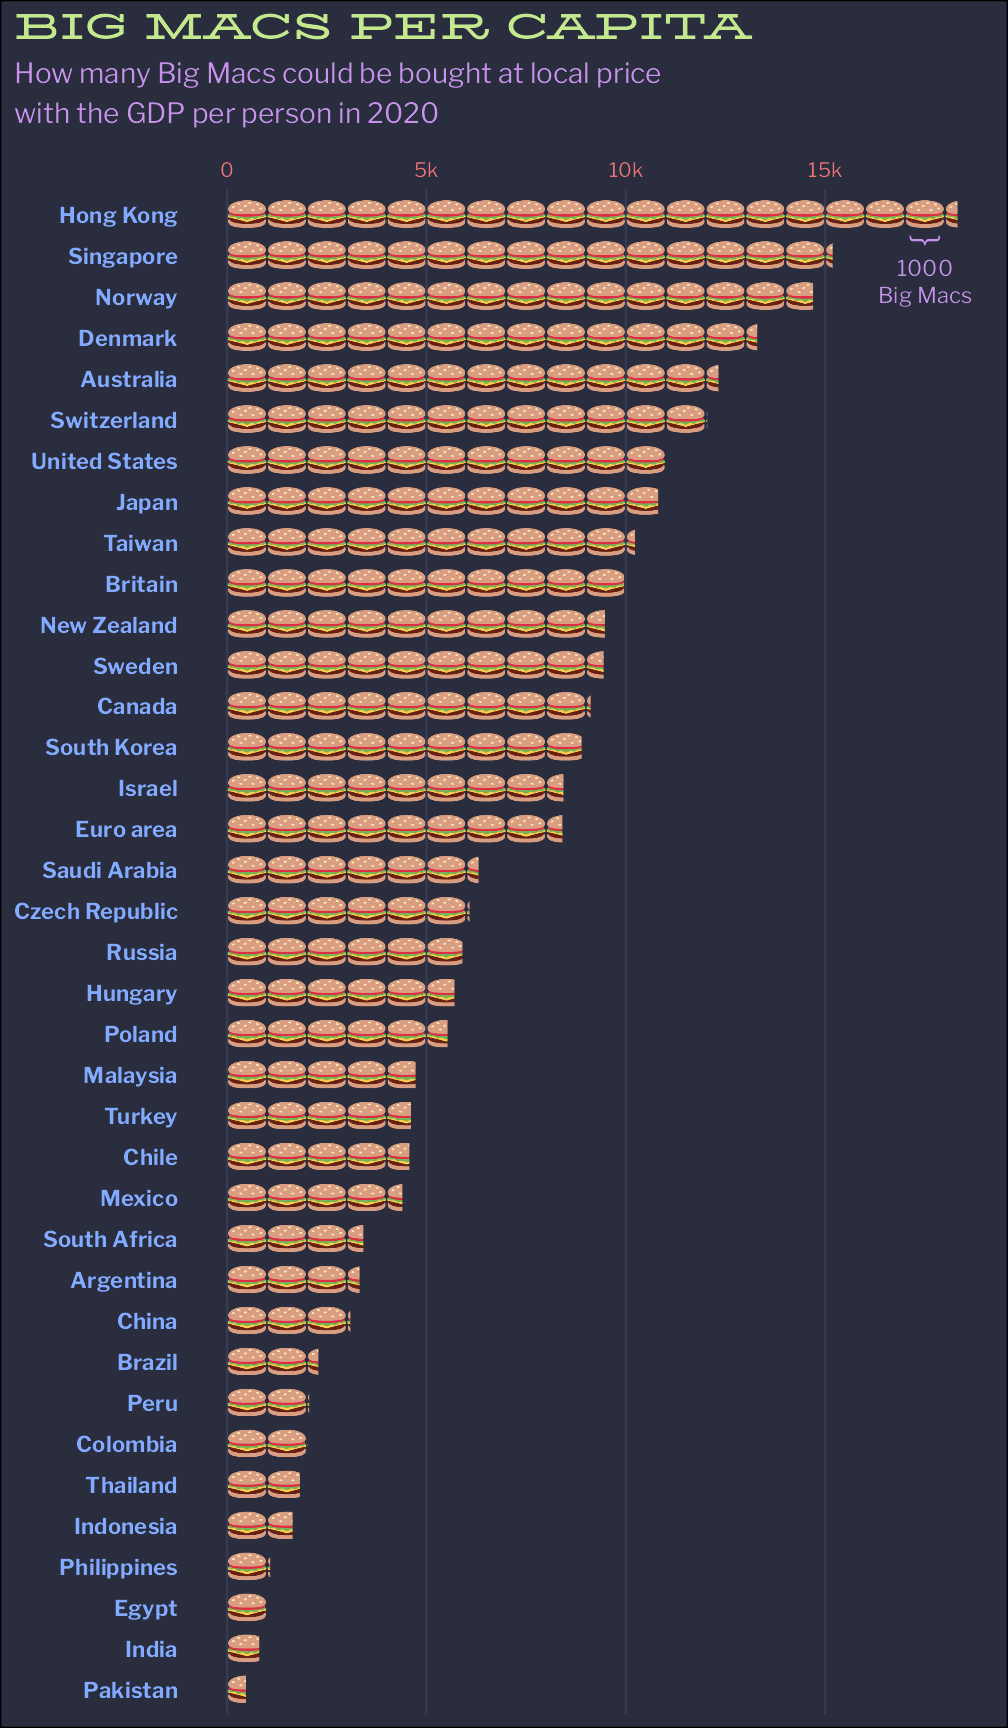 BIG MACS PER CAPITA
How many Big Macs could be bought at local price
with the GDP per person in 2020
0 5k 10k 15k
Hong Kong
Singapore
1000
Big Macs
Norway
Denmark
Australia
Switzerland
United States
Japan
Taiwan
Britain
New Zealand
Sweden
Canada
South Korea
Israel
Euro area
Saudi Arabia
Czech Republic
Russia
Hungary
Poland
Malaysia
Turkey
Chile
Mexico
South Africa
Argentina
China
Brazil
Peru
Colombia
Thailand
Indonesia
Philippines
Egypt
India
Pakistan